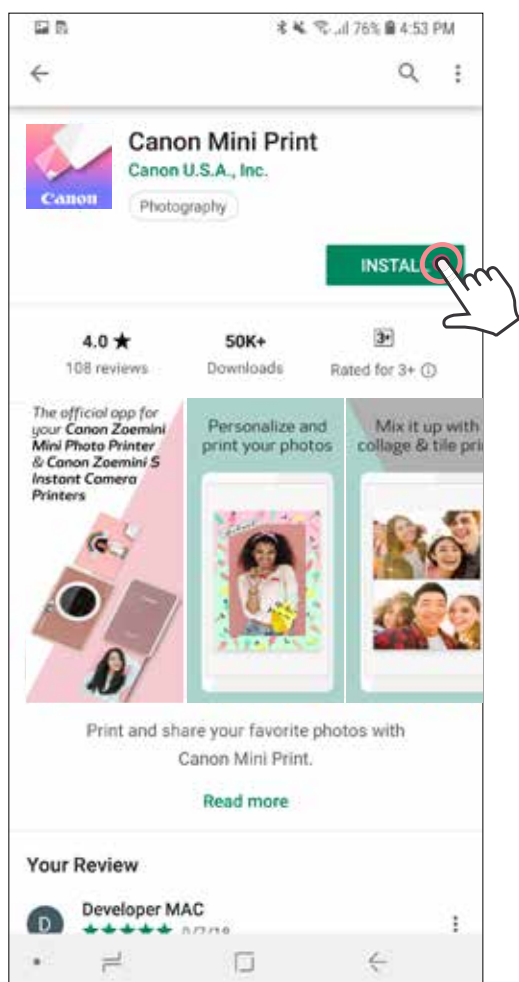 76% 4:53 PM
Canon Mini Print
Canon U.S.A., Inc.
Canon
Photography
INSTAL
4.0 ★
50K+
3+
108 reviews
Downloads
Rated for 3+
The official app for
your Canon Zoemini
Mini Photo Printer
& Canon Zoemini S
Instant Camera
Printers
Personalize and
print your photos
Mix it up with
collage & tile pri
Print and share your favorite photos with
Canon Mini Print.
Read more
Your Review
D
Developer MAC